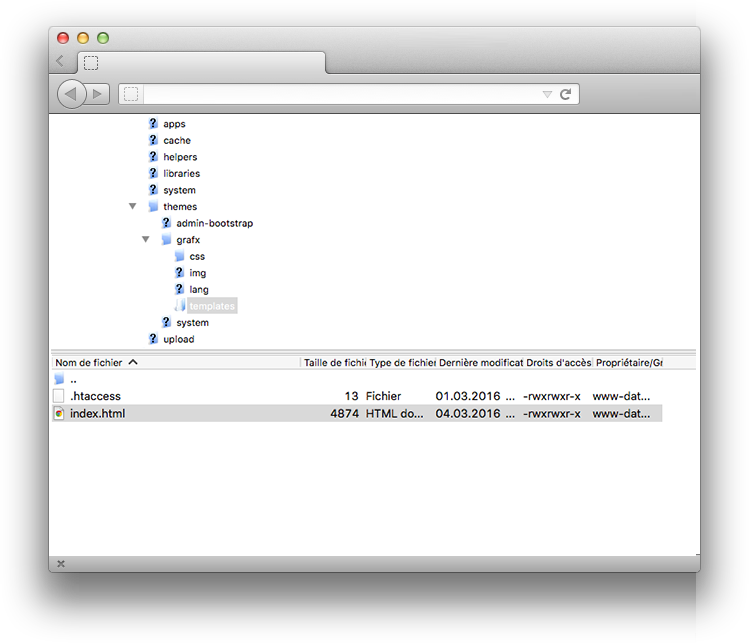 apps
cache
helpers
libraries
system
themes
admin-bootstrap
grafx
css
img
lang
templates
system
upload
Nom de fichier Taille de fichi Type de fichier Dernière modificat Droits d'accès Propriétaire/Gr
..
.htaccess 13 Fichier 01.03.2016 ... -rwxrwxr-x www-dat...
index.html 4874 HTML do... 04.03.2016 ... -rwxrwxr-x www-dat...